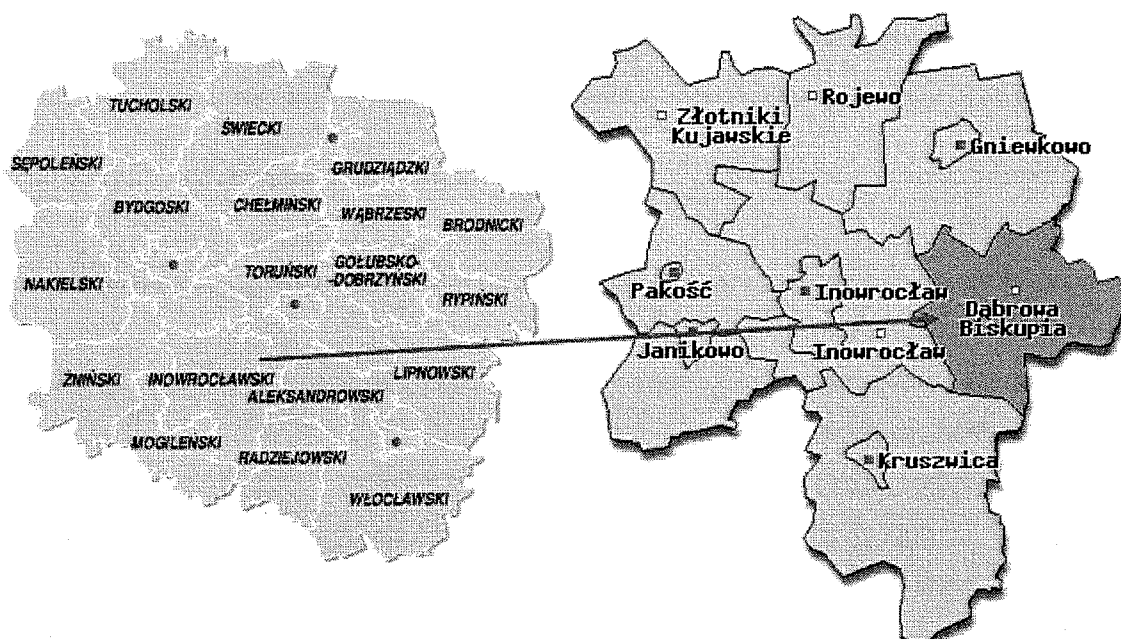 TUCHOLSKI
ŚWIECKI
SĘPOLEŃSKI
GRUDZIĄDZKI
BYDGOSKI
CHEŁMIŃSKI
WĄBRZESKI
BRODNICKI
NAKIELSKI
TORUŃSKI
GOŁUBSKO-
-DOBRZYŃSKI
RYPIŃSKI
ŻNIŃSKI
INOWROCŁAWSKI
LIPNOWSKI
ALEKSANDROWSKI
MOGILEŃSKI
RADZIEJOWSKI
WŁOCŁAWSKI
Złotniki
Kujawskie
Rojewo
Gniewkowo
Pakość
Inowrocław
Dąbrowa
Biskupia
Janikowo
Inowrocław
Kruszwica